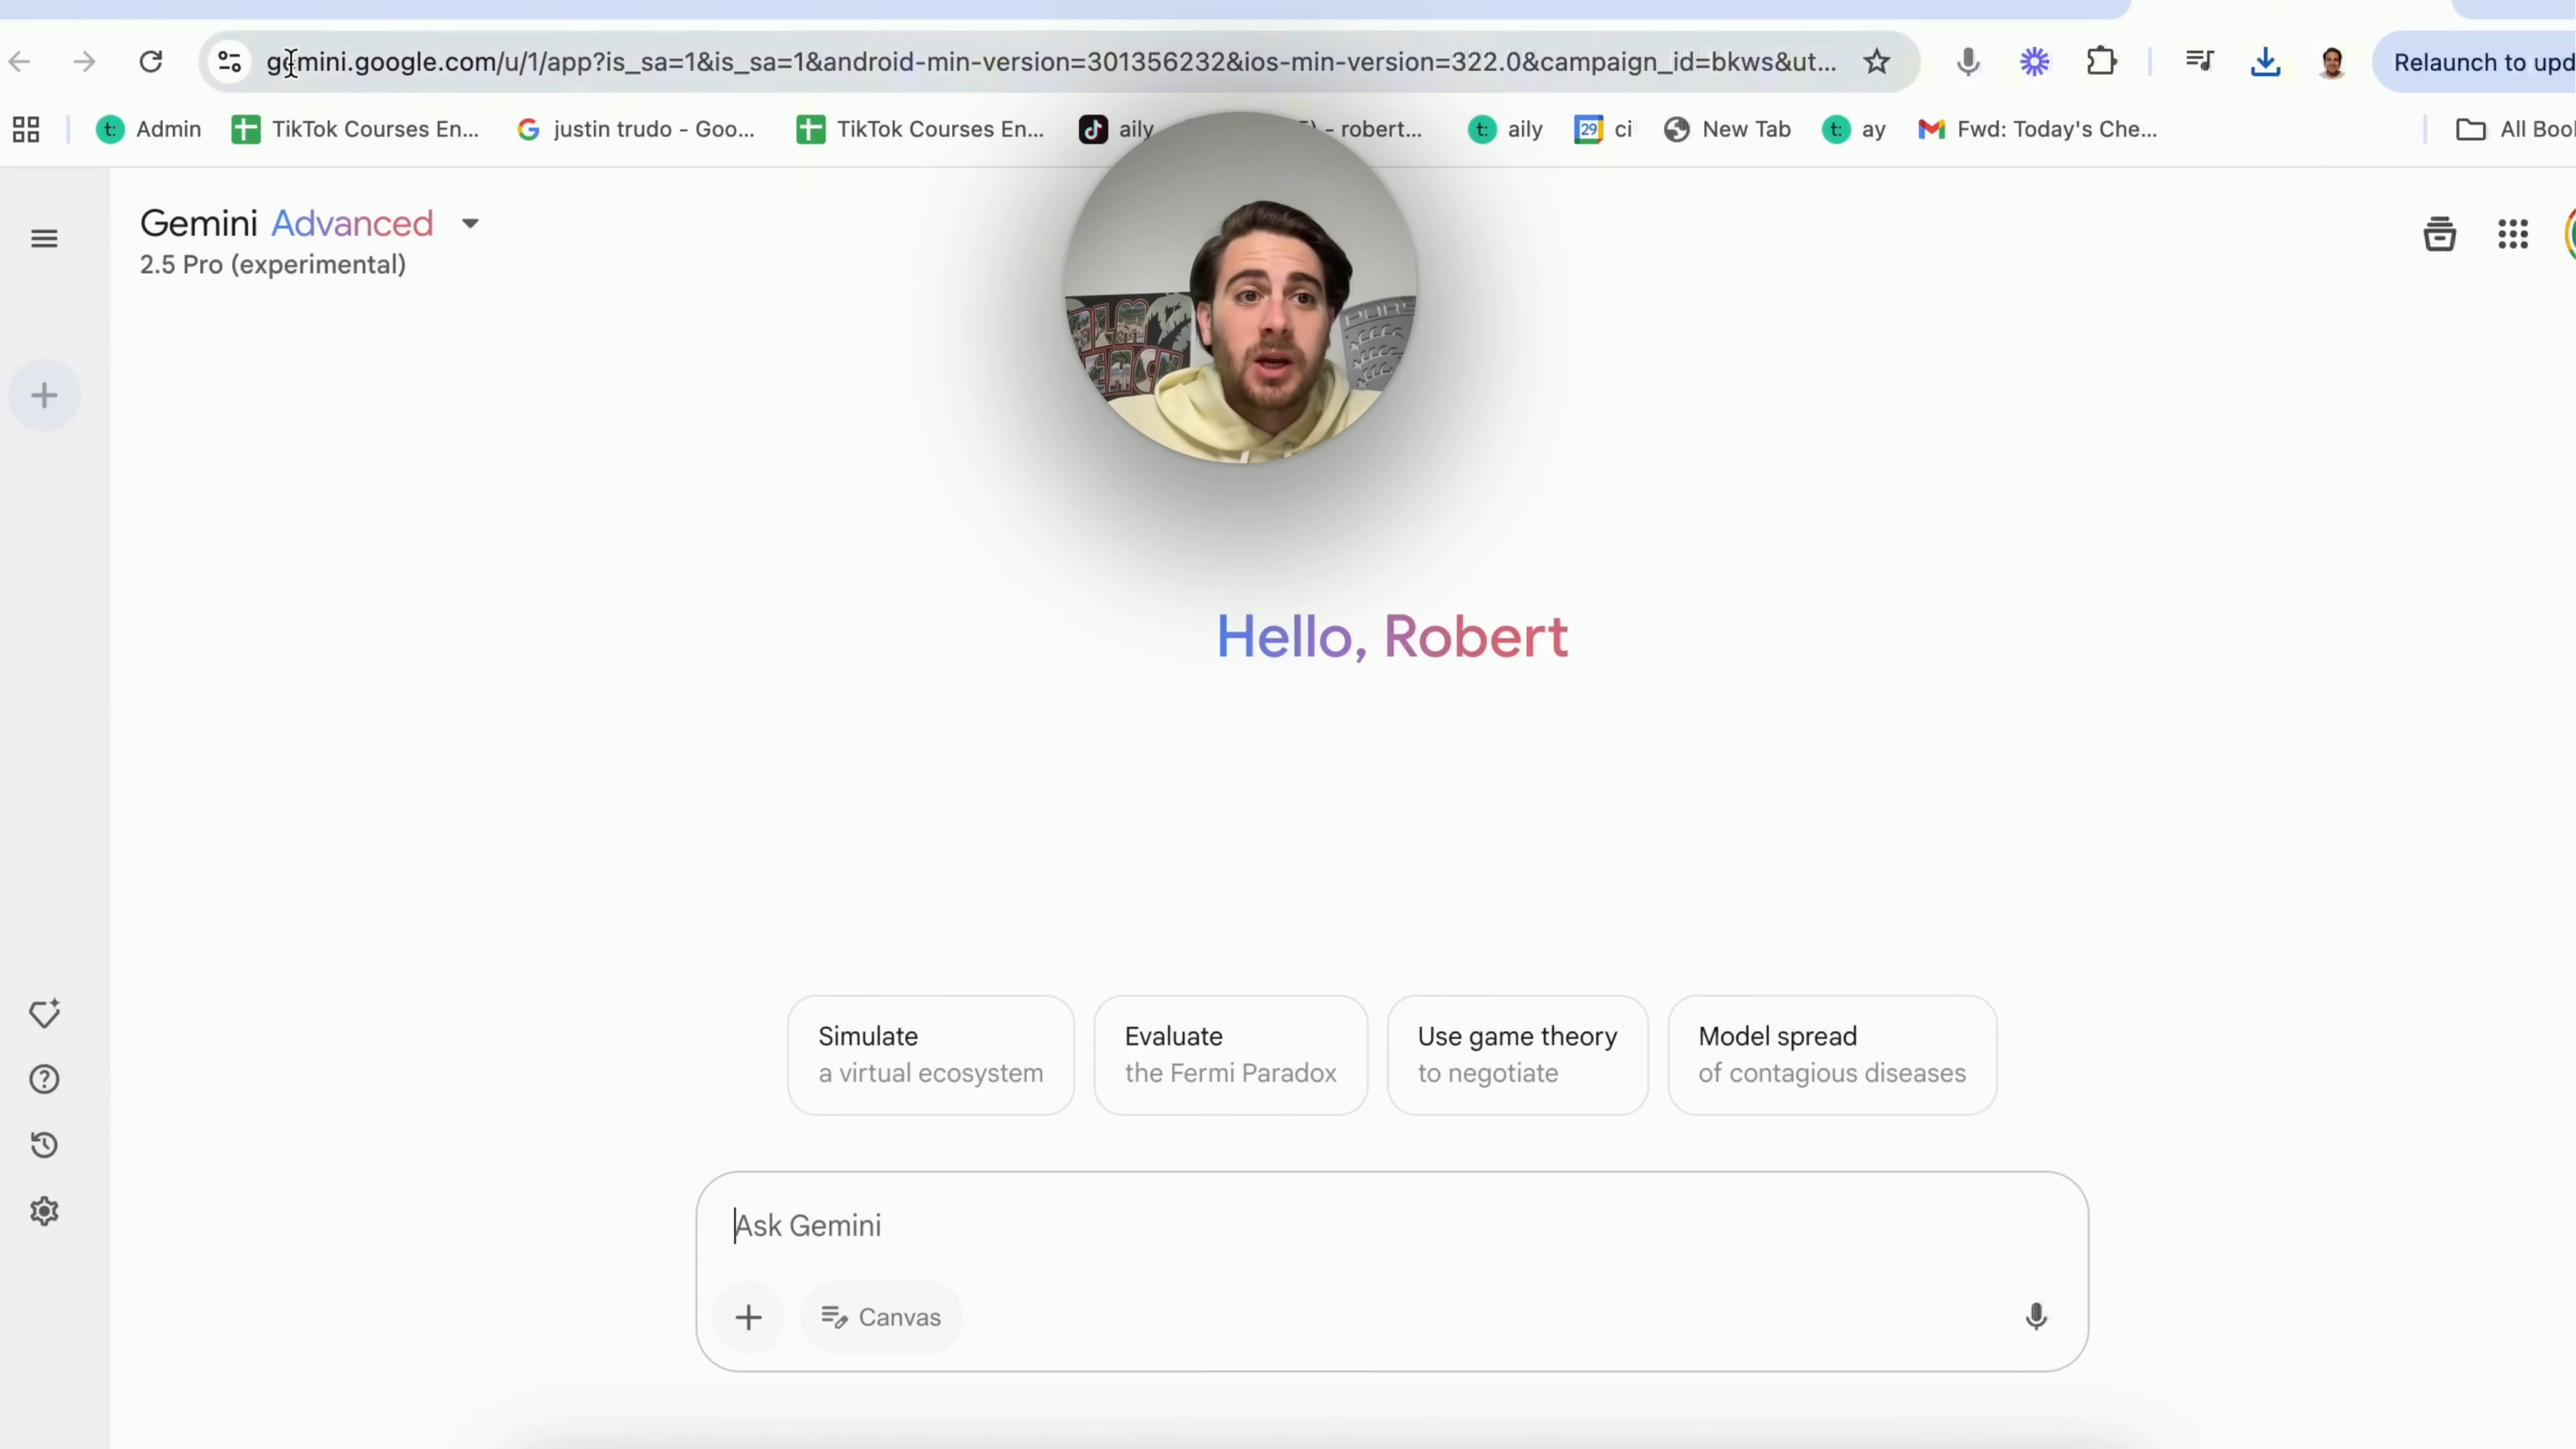 gemini.google.com/u/1/app?is_sa=1&is_sa=1&android-min-version=301356232&ios-min-version=322.0&campaign_id=bkws&ut...
Relaunch to upd
Admin
TikTok Courses En...
justin trudo - Goo...
TikTok Courses En...
aily
- robert...
aily
29
ci
New Tab
ay
Fwd: Today's Che...
All Boo
Gemini Advanced
2.5 Pro (experimental)
Hello, Robert
Simulate
a virtual ecosystem
Evaluate
the Fermi Paradox
Use game theory
to negotiate
Model spread
of contagious diseases
Ask Gemini
Canvas